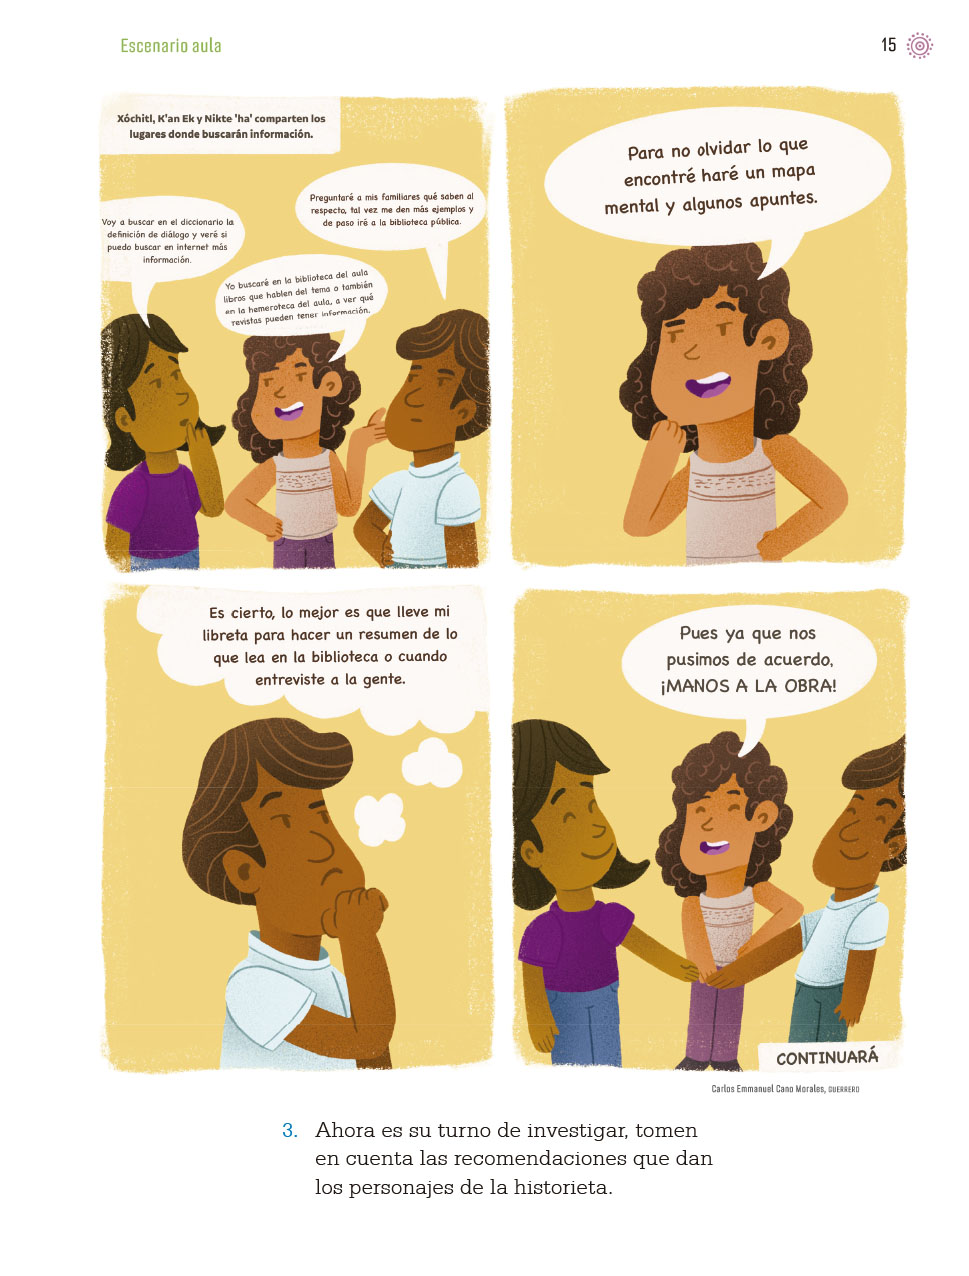 Escenario aula
15
Xóchitl, K'an Ek y Nikte 'ha' comparten los
lugares donde buscarán información.
Voy a buscar en el diccionario la
definición de diálogo y veré si
puedo buscar en internet más
información.
Preguntaré a mis familiares qué saben al
respecto, tal vez me den más ejemplos y
de paso iré a la biblioteca pública.
Yo buscaré en la biblioteca del aula
libros que hablen del tema o también
en la hemeroteca del aula, a ver qué
revistas pueden tener información.
Para no olvidar lo que
encontré haré un mapa
mental y algunos apuntes.
Es cierto, lo mejor es que lleve mi
libreta para hacer un resumen de lo
que lea en la biblioteca o cuando
entreviste a la gente.
Pues ya que nos
pusimos de acuerdo,
¡MANOS A LA OBRA!
CONTINUARÁ
Carlos Emmanuel Cano Morales, GUERRERO
3. Ahora es su turno de investigar, tomen
en cuenta las recomendaciones que dan
los personajes de la historieta.